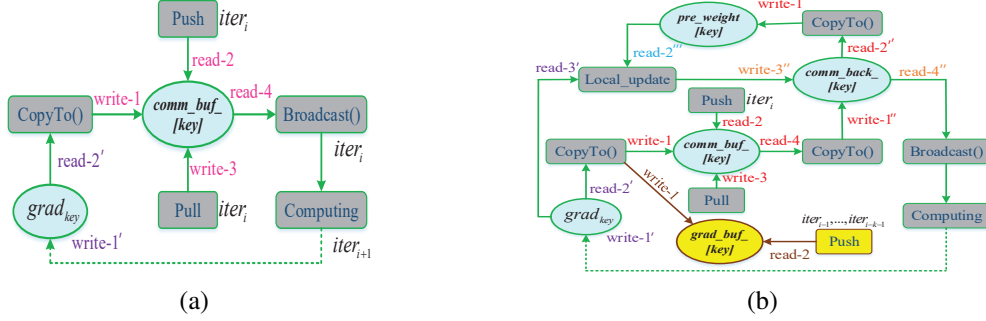 Push
iter_i
read-2
CopyTo()
write-1
comm_buf_
[key]
read-4
Broadcast()
iter_i
read-2′
write-3
grad_key
Pull
iter_i
Computing
write-1′
iter_{i+1}
(a)
pre_weight
[key]
write-1
CopyTo()
read-2‴
read-2″
read-3′
Local_update
write-3″
comm_back_
[key]
read-4″
Push
iter_i
read-2
write-1″
CopyTo()
write-1
comm_buf_
[key]
read-4
CopyTo()
Broadcast()
read-2′
write-1
write-3
grad_key
Pull
Computing
write-1′
grad_buf_
[key]
read-2
iter_{i-1},...,iter_{i-k-1}
Push
(b)